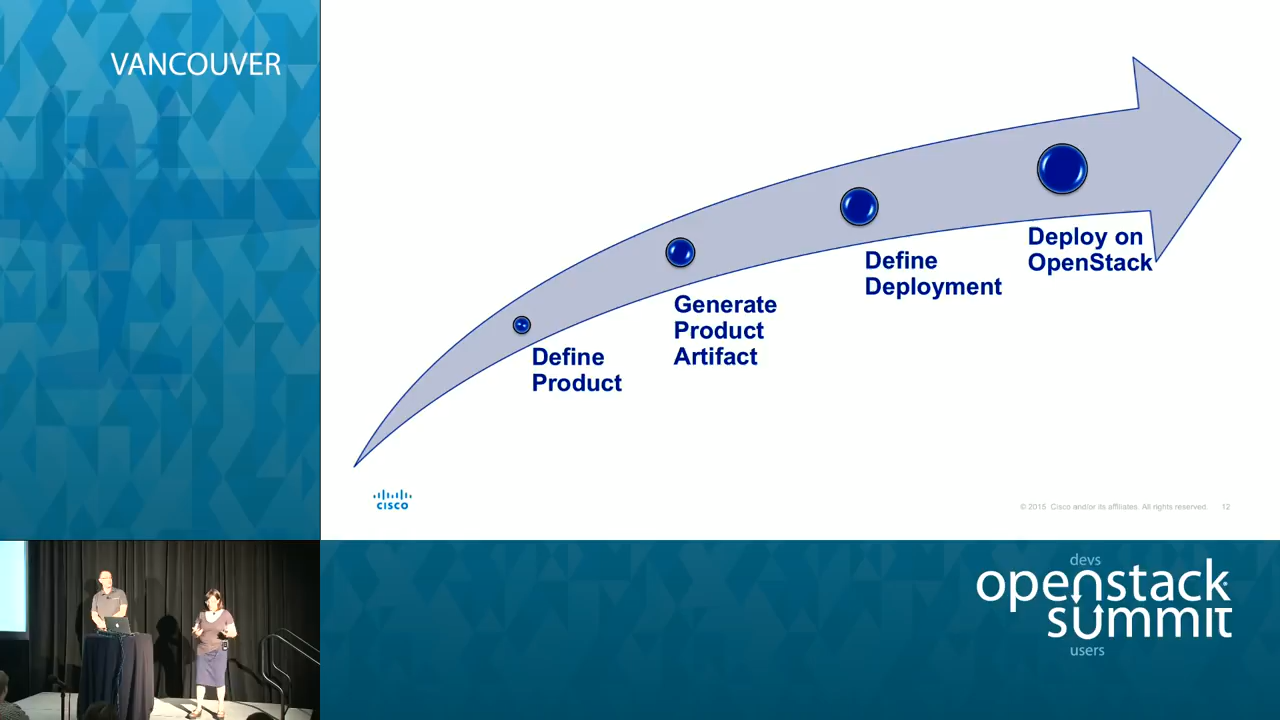 VANCOUVER
Define
Product
Generate
Product
Artifact
Define
Deployment
Deploy on
OpenStack
CISCO
© 2015 Cisco and/or its affiliates. All rights reserved. 12
devs
openstack
summit
users